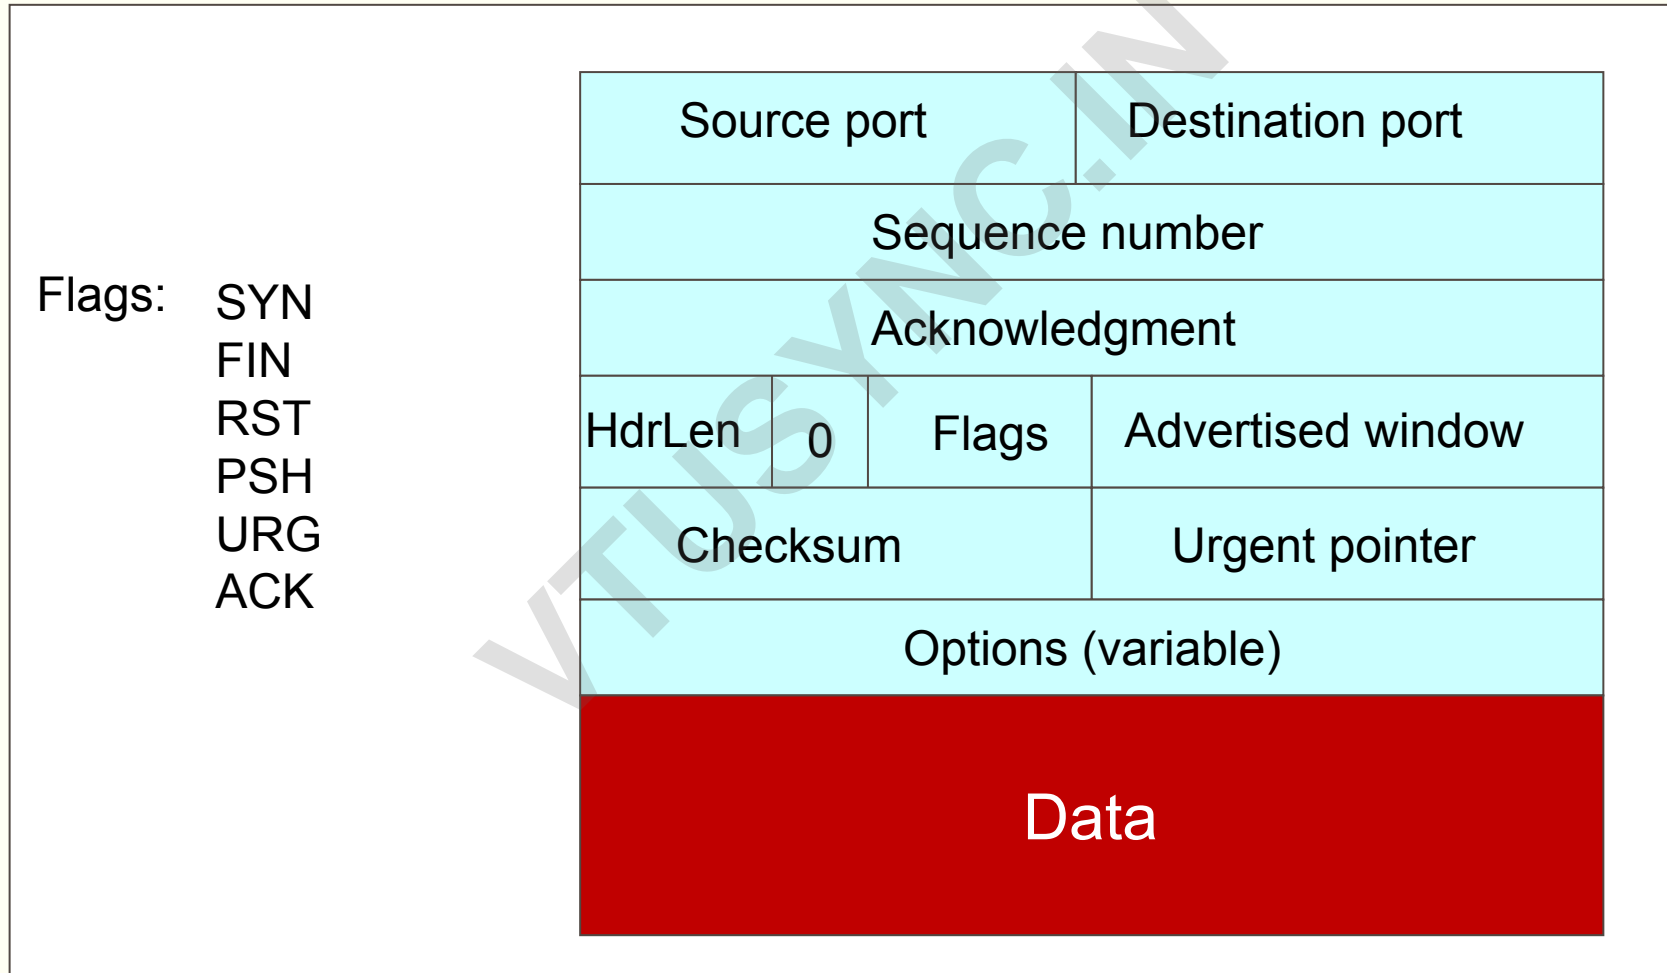 Source port Destination port
Sequence number
Acknowledgment
HdrLen 0 Flags Advertised window
Checksum Urgent pointer
Options (variable)
Data
Flags: SYN
FIN
RST
PSH
URG
ACK
VTUSYNC.IN